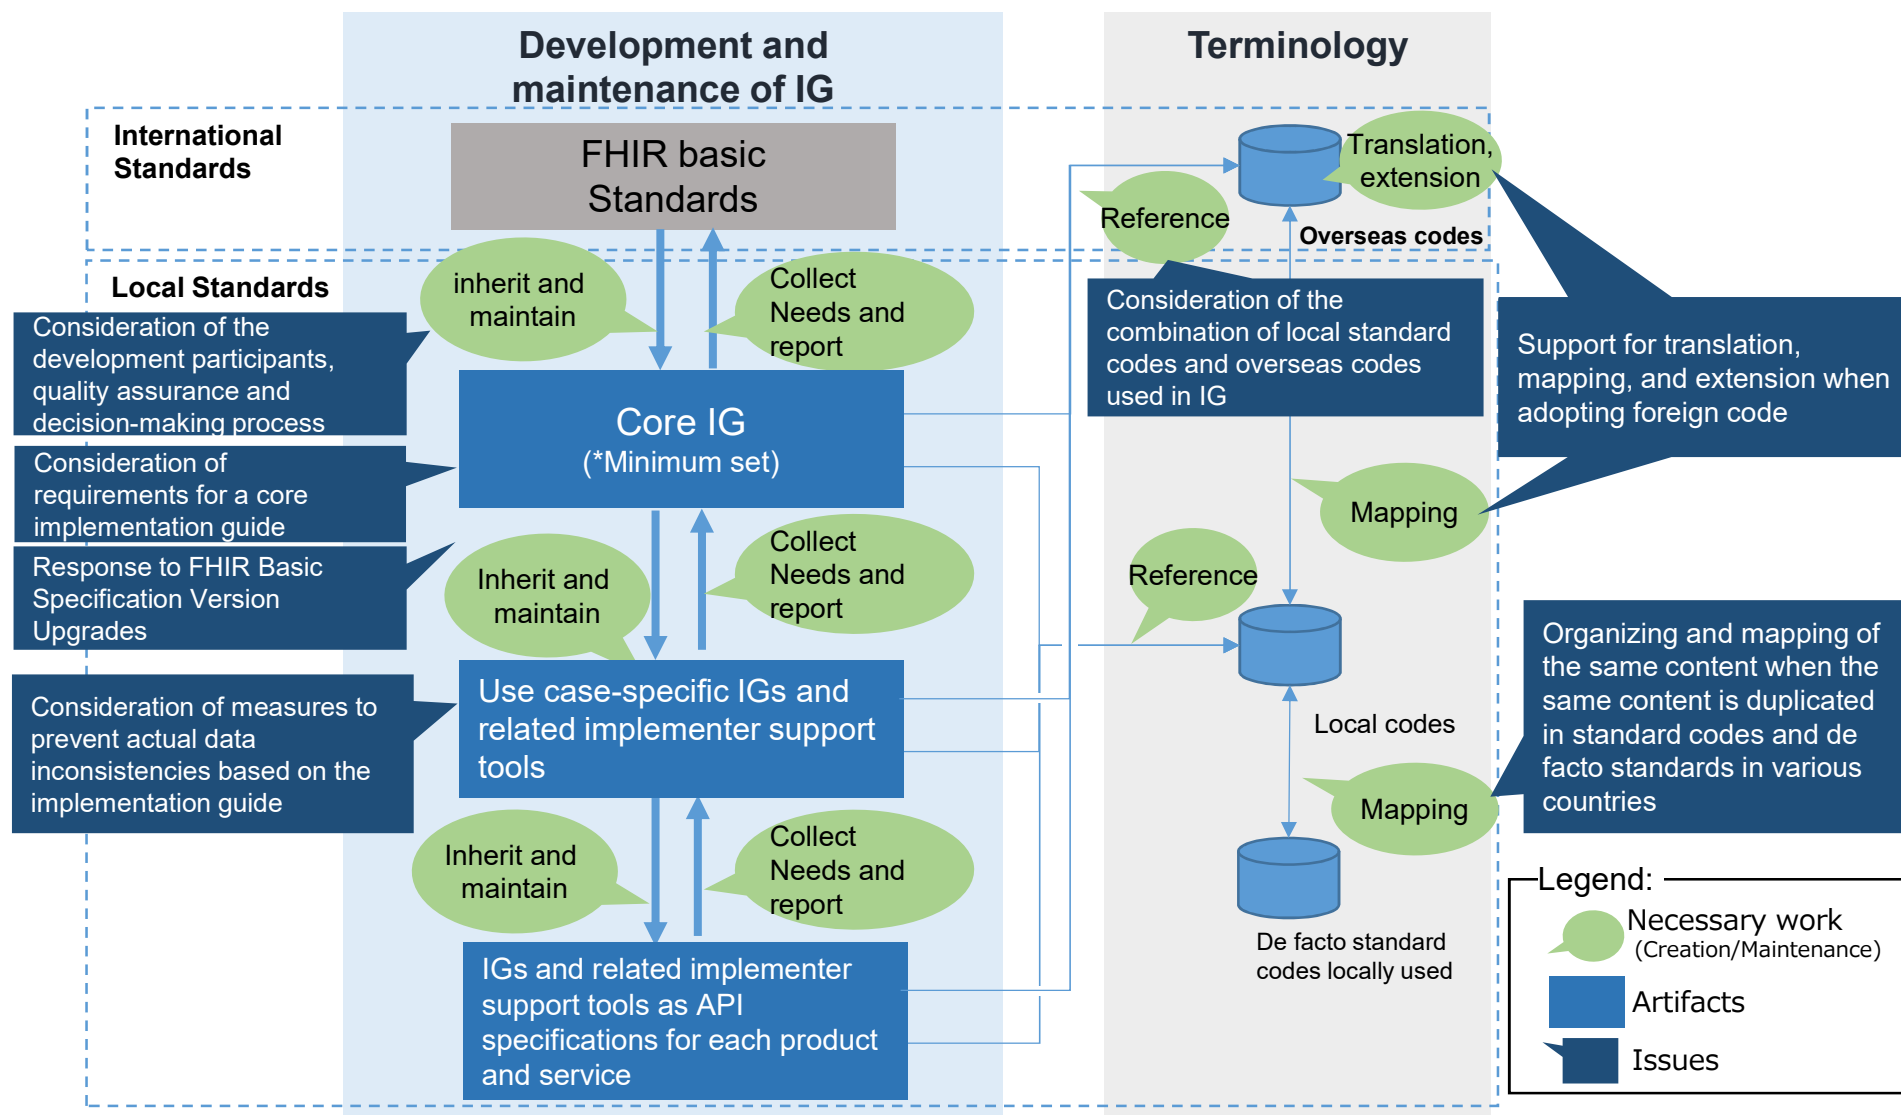 Development and
maintenance of IG
Terminology
International
Standards
FHIR basic
Standards
Translation,
extension
Reference
Overseas codes
Local Standards
inherit and
maintain
Collect
Needs and
report
Consideration of the
development participants,
quality assurance and
decision-making process
Consideration of the
combination of local standard
codes and overseas codes
used in IG
Support for translation,
mapping, and extension when
adopting foreign code
Core IG
(*Minimum set)
Consideration of
requirements for a core
implementation guide
Mapping
Response to FHIR Basic
Specification Version
Upgrades
Inherit and
maintain
Collect
Needs and
report
Reference
Organizing and mapping of
the same content when the
same content is duplicated
in standard codes and de
facto standards in various
countries
Use case-specific IGs and
related implementer support
tools
Consideration of measures to
prevent actual data
inconsistencies based on the
implementation guide
Local codes
Mapping
Inherit and
maintain
Collect
Needs and
report
De facto standard
codes locally used
IGs and related implementer
support tools as API
specifications for each product
and service
Legend:
Necessary work
(Creation/Maintenance)
Artifacts
Issues